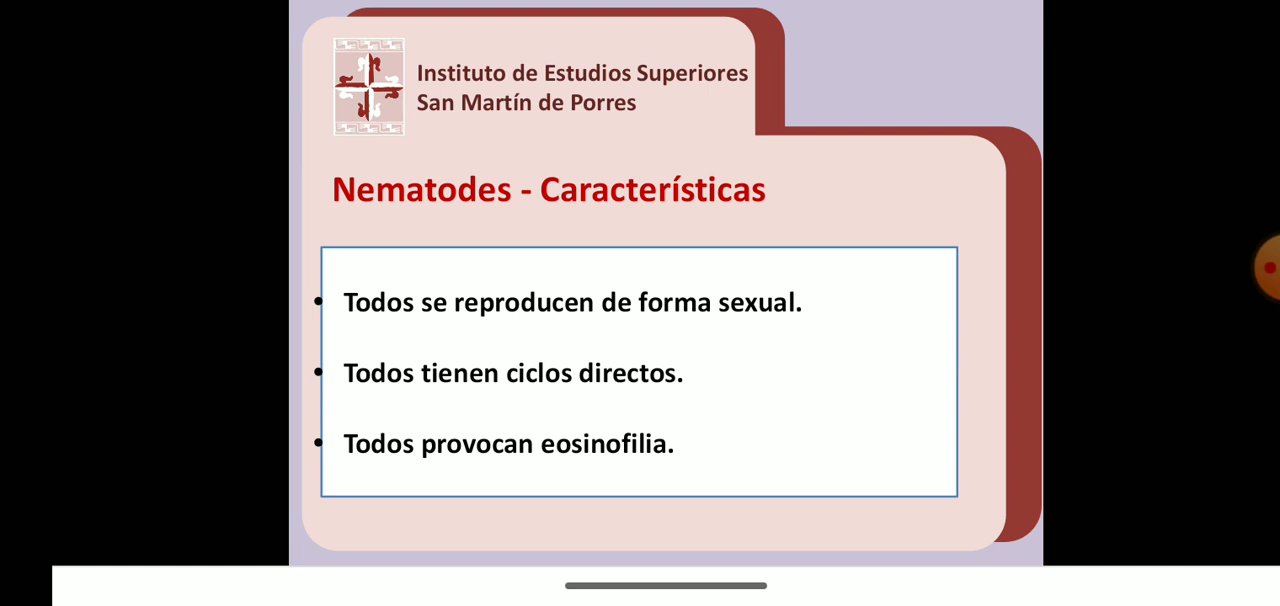 Instituto de Estudios Superiores
San Martín de Porres
Nematodes - Características
• Todos se reproducen de forma sexual.
• Todos tienen ciclos directos.
• Todos provocan eosinofilia.